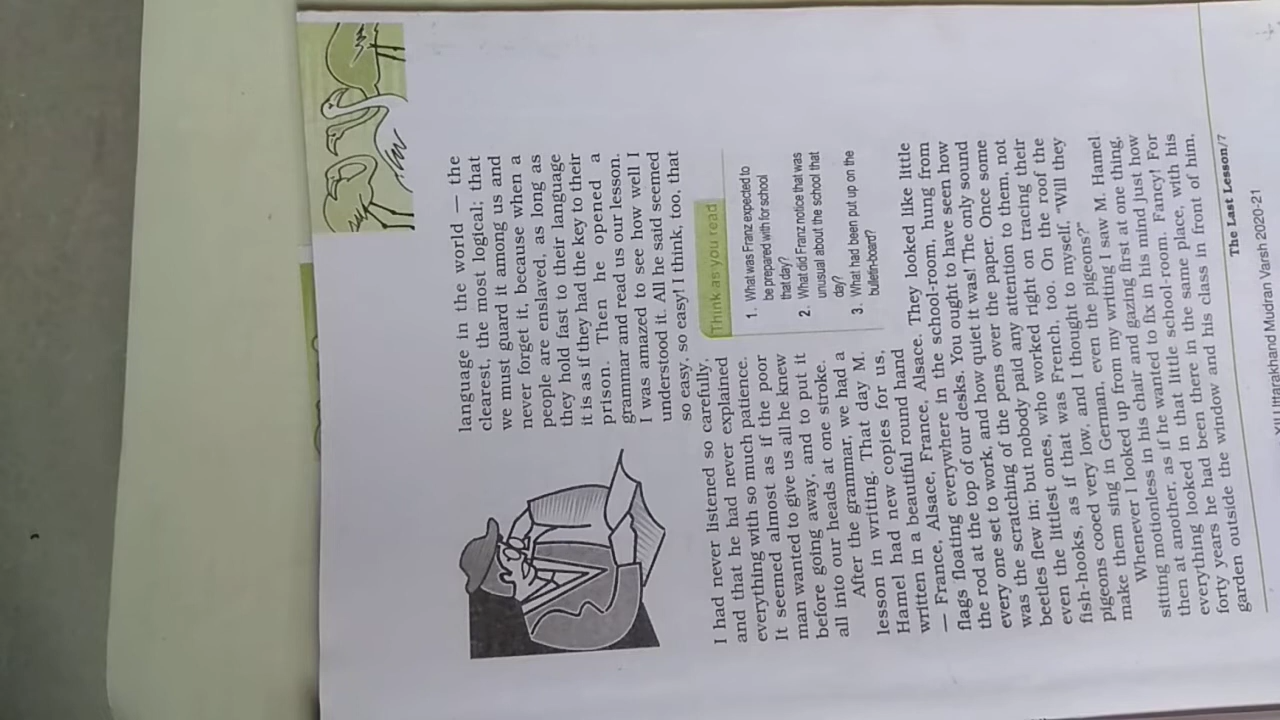 language in the world — the
clearest, the most logical; that
we must guard it among us and
never forget it, because when a
people are enslaved, as long as
they hold fast to their language
it is as if they had the key to their
prison. Then he opened a
grammar and read us our lesson.
I was amazed to see how well I
understood it. All he said seemed
so easy, so easy! I think, too, that
I had never listened so carefully,
and that he had never explained
everything with so much patience.
It seemed almost as if the poor
man wanted to give us all he knew
before going away, and to put it
all into our heads at one stroke.
After the grammar, we had a
lesson in writing. That day M.
Hamel had new copies for us,
written in a beautiful round hand
Think as you read
1. What was Franz expected to
be prepared with for school
that day?
2. What did Franz notice that was
unusual about the school that
day?
3. What had been put up on the
bulletin-board?
— France, Alsace, France, Alsace. They looked like little
flags floating everywhere in the school-room, hung from
the rod at the top of our desks. You ought to have seen how
every one set to work, and how quiet it was! The only sound
was the scratching of the pens over the paper. Once some
beetles flew in; but nobody paid any attention to them, not
even the littlest ones, who worked right on tracing their
fish-hooks, as if that was French, too. On the roof the
pigeons cooed very low, and I thought to myself, “Will they
make them sing in German, even the pigeons?”
Whenever I looked up from my writing I saw M. Hamel
sitting motionless in his chair and gazing first at one thing,
then at another, as if he wanted to fix in his mind just how
everything looked in that little school-room. Fancy! For
forty years he had been there in the same place, with his
garden outside the window and his class in front of him.
The Last Lesson/7
Uttarakhand Mudran Varsh 2020-21